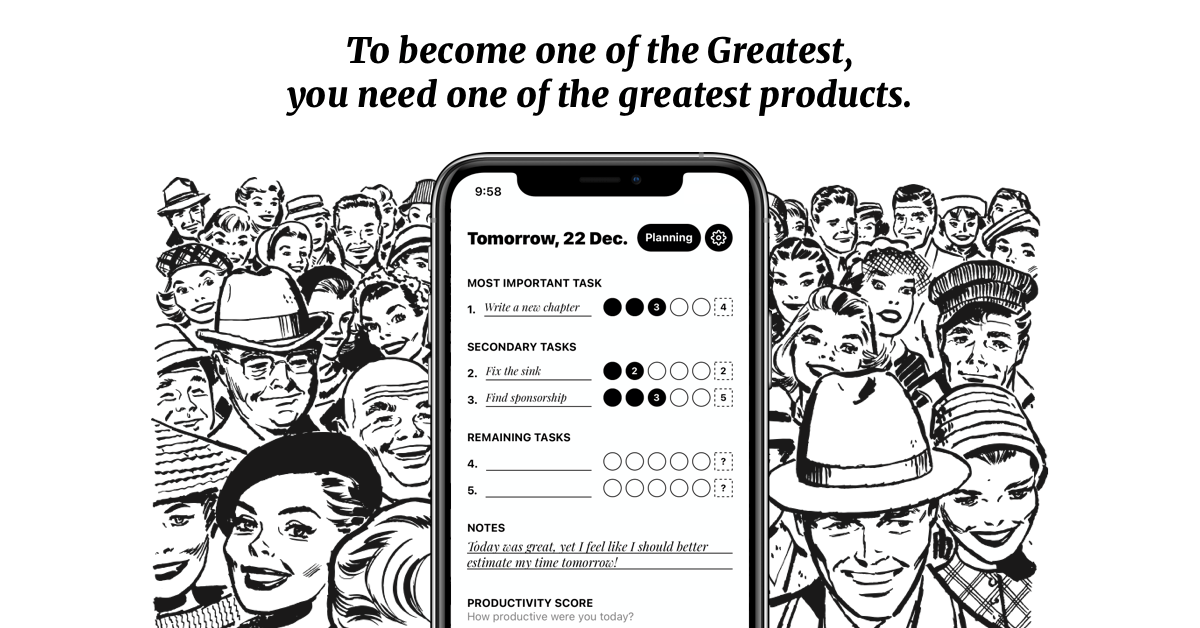 To become one of the Greatest,
you need one of the greatest products.
9:58
Tomorrow, 22 Dec. Planning
MOST IMPORTANT TASK
1. Write a new chapter 3 4
SECONDARY TASKS
2. Fix the sink 2 2
3. Find sponsorship 3 5
REMAINING TASKS
4. ?
5. ?
NOTES
Today was great, yet I feel like I should better
estimate my time tomorrow!
PRODUCTIVITY SCORE
How productive were you today?